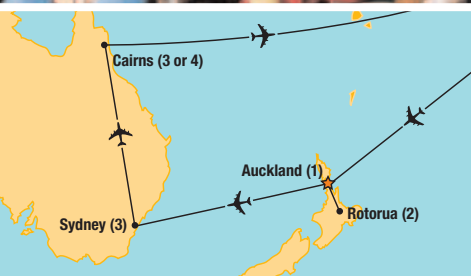 Cairns (3 or 4)
Auckland (1)
Rotorua (2)
Sydney (3)